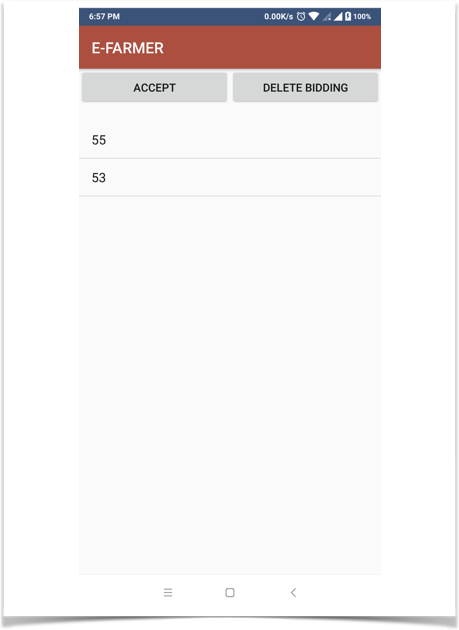 6:57 PM 0.00K/s 100%
E-FARMER
ACCEPT DELETE BIDDING
55
53